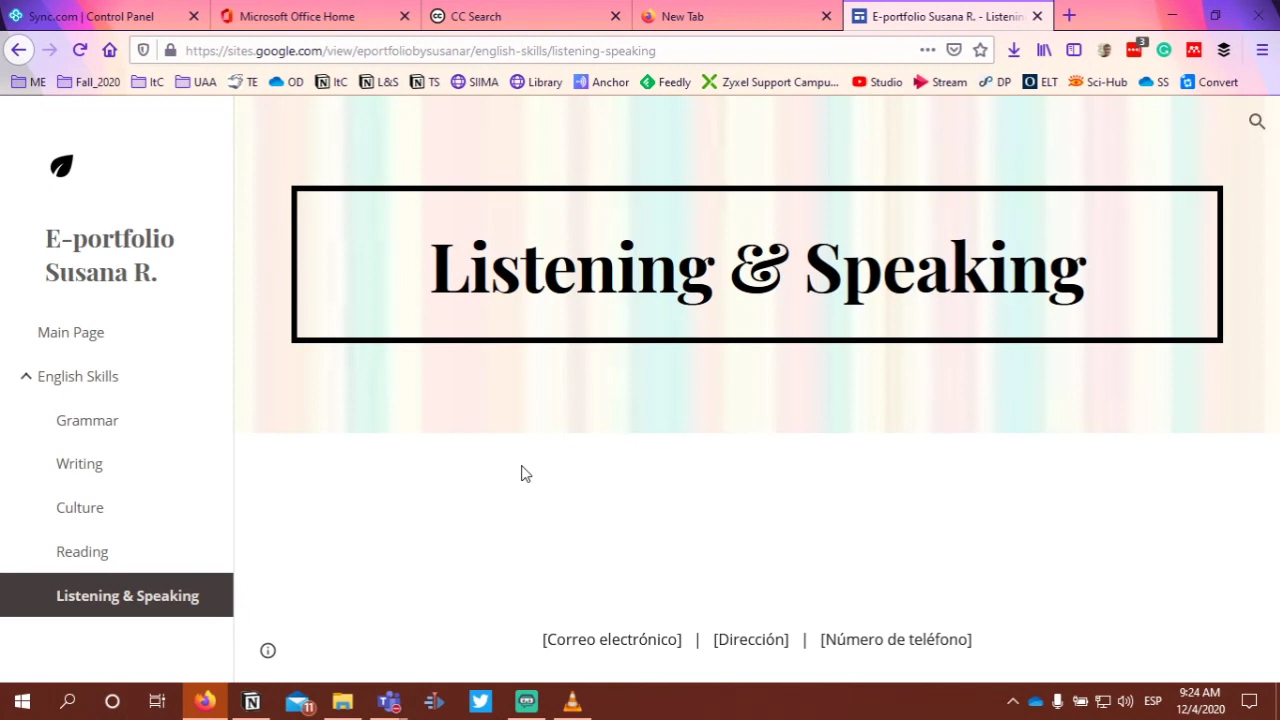 Sync.com | Control Panel
Microsoft Office Home
CC Search
New Tab
E-portfolio Susana R. - Listenin
https://sites.google.com/view/eportfoliobysusanar/english-skills/listening-speaking
3
ME
Fall_2020
ItC
UAA
TE
OD
ItC
L&S
TS
SIIMA
Library
Anchor
Feedly
Zyxel Support Campu...
Studio
Stream
DP
ELT
Sci-Hub
SS
Convert
E-portfolio
Susana R.
Main Page
English Skills
Grammar
Writing
Culture
Reading
Listening & Speaking
Listening & Speaking
[Correo electrónico] | [Dirección] | [Número de teléfono]
11
ESP
9:24 AM
12/4/2020